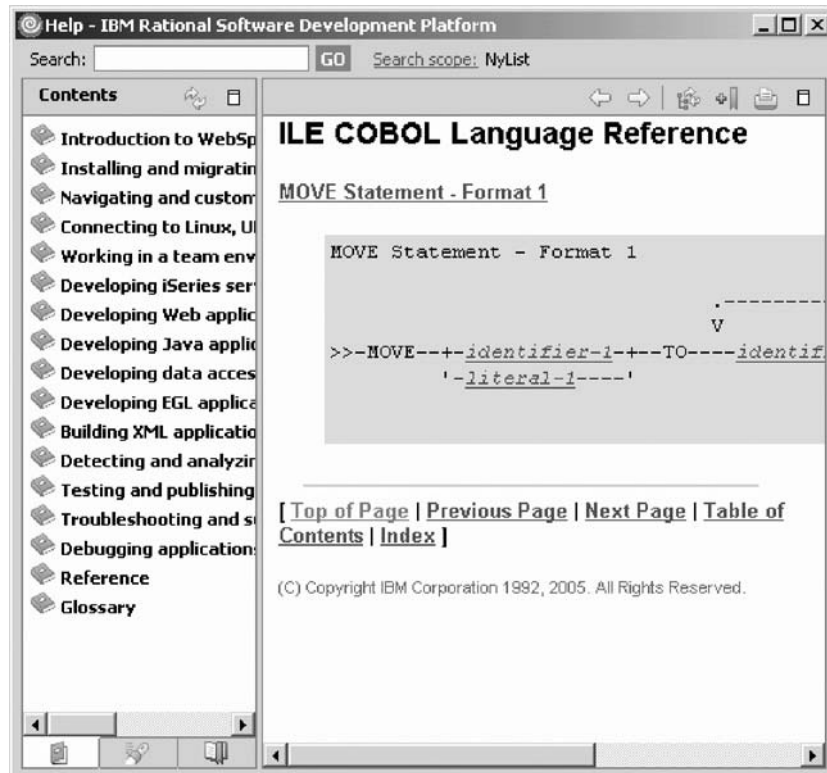 Help - IBM Rational Software Development Platform
Search:
GO
Search scope: NyList
Contents
Introduction to WebSp
Installing and migratin
Navigating and custom
Connecting to Linux, U
Working in a team env
Developing iSeries ser
Developing Web applic
Developing Java applic
Developing data acces
Developing EGL applica
Building XML applicatio
Detecting and analyzin
Testing and publishing
Troubleshooting and s
Debugging application
Reference
Glossary
ILE COBOL Language Reference
MOVE Statement - Format 1
MOVE Statement - Format 1
.---------
V
>>-MOVE--+-identifier-1-+--TO----identif
'-literal-1----'
[ Top of Page | Previous Page | Next Page | Table of
Contents | Index ]
(C) Copyright IBM Corporation 1992, 2005. All Rights Reserved.